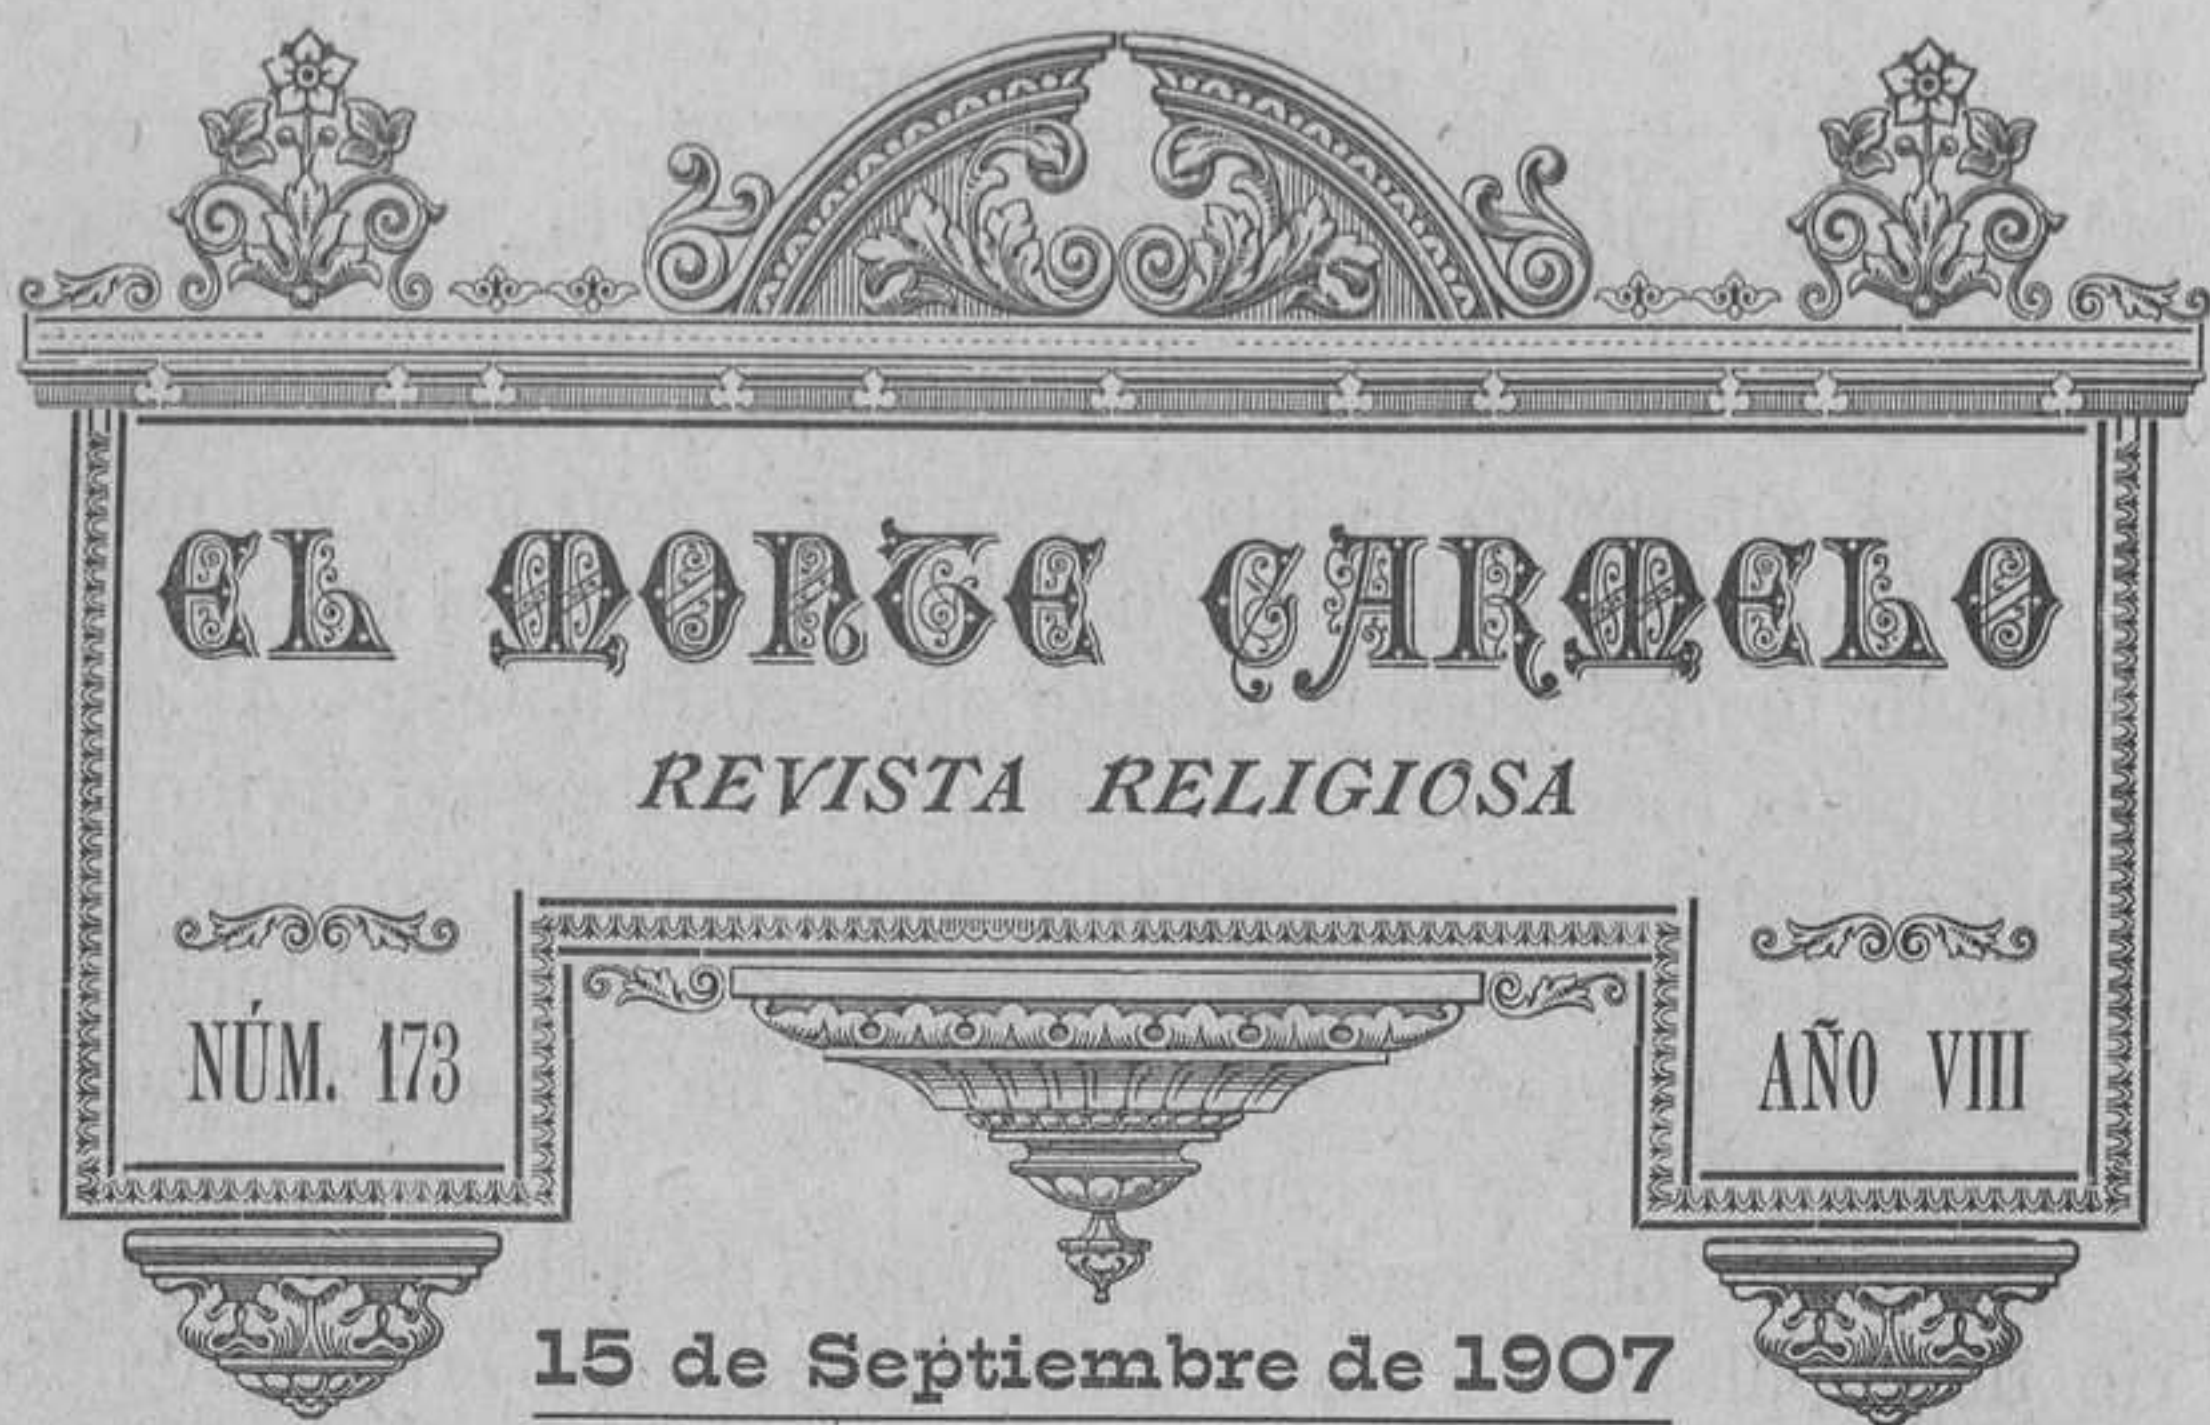 EL MONTE CARMELO
REVISTA RELIGIOSA
NÚM. 173
AÑO VIII
15 de Septiembre de 1907